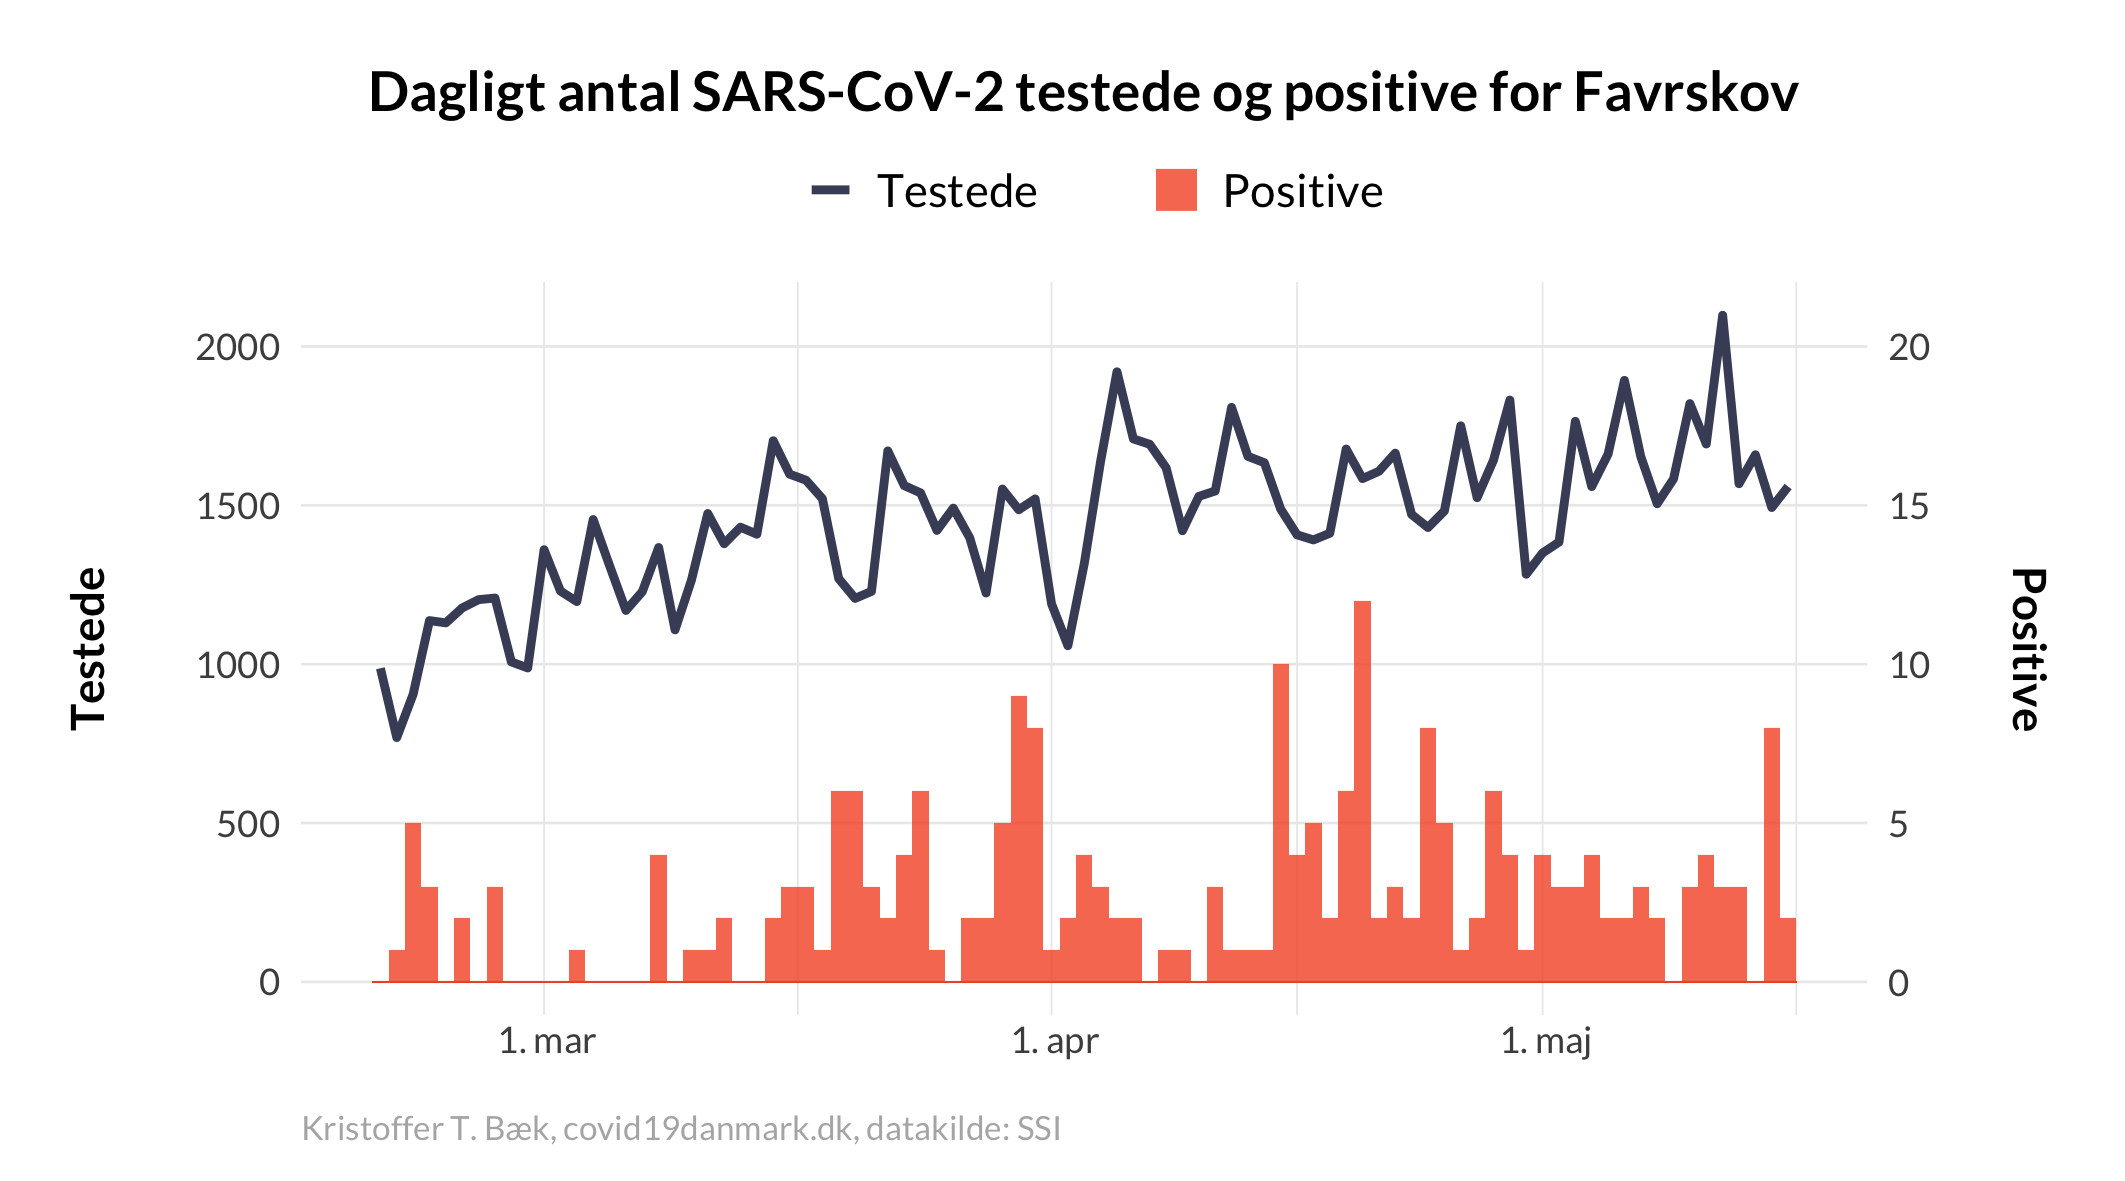 Dagligt antal SARS-CoV-2 testede og positive for Favrskov
Testede
Positive
2000
1500
1000
500
0
Testede
20
15
10
5
0
Positive
1. mar
1. apr
1. maj
Kristoffer T. Bæk, covid19danmark.dk, datakilde: SSI